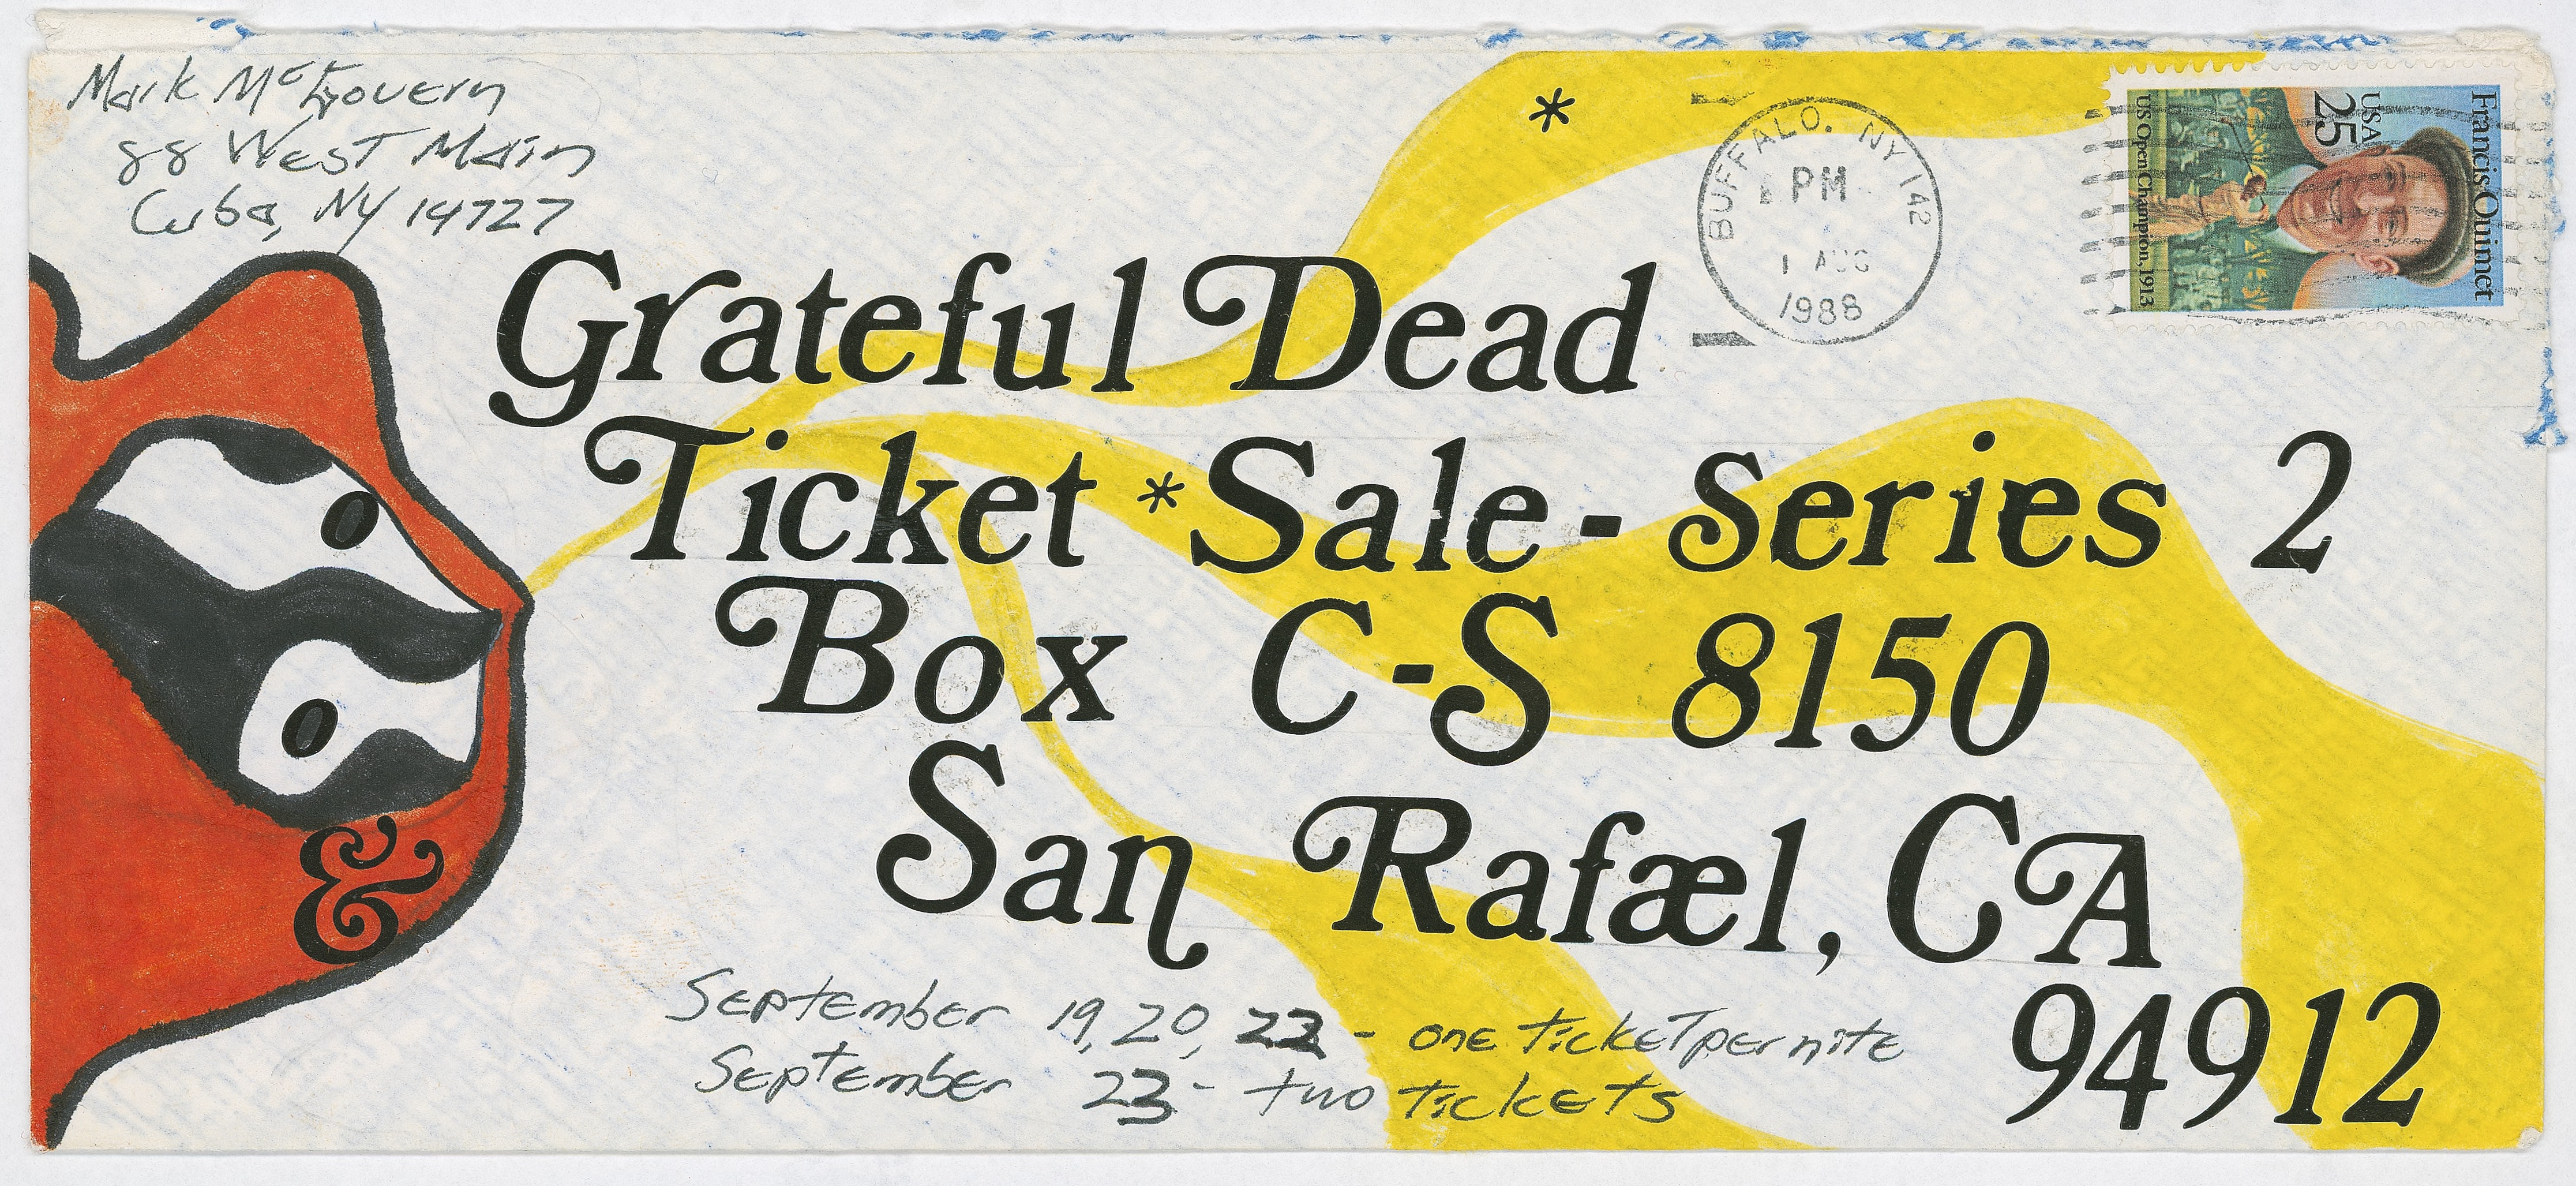 Mark McGovern
88 West Main
Cuba, NY 14727
*
BUFFALO. NY 142
PM
1 AUG
1988
Francis Ouimet
USA
25
US Open Champion, 1913
Grateful Dead
Ticket * Sale - Series 2
Box C-S 8150
San Rafæl, CA
94912
&
September 19, 20, 22 - one ticket per nite
September 23 - two tickets